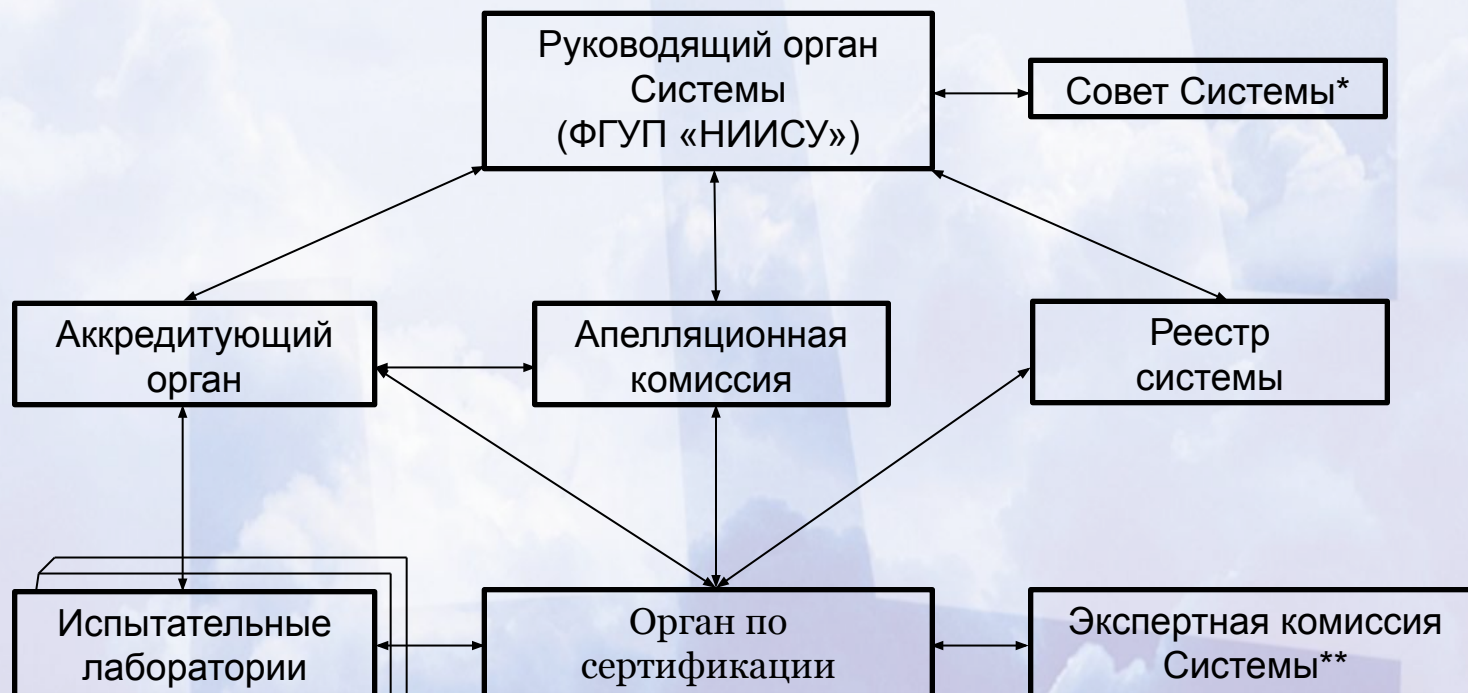 Руководящий орган
Системы
(ФГУП «НИИСУ»)
Совет Системы*
Аккредитующий
орган
Апелляционная
комиссия
Реестр
системы
Испытательные
лаборатории
Орган по
сертификации
Экспертная комиссия
Системы**